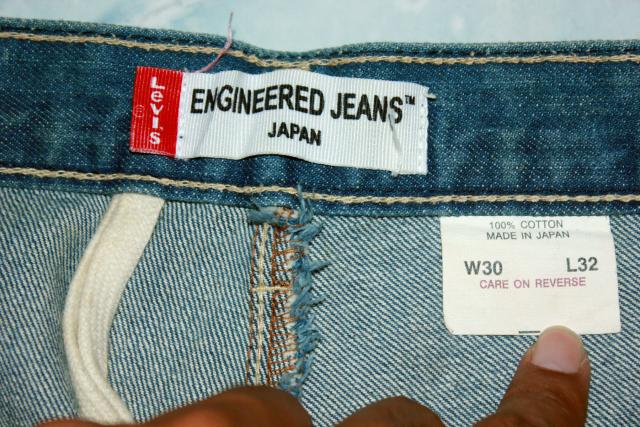 Levi's
ENGINEERED JEANS™
JAPAN
100% COTTON
MADE IN JAPAN
W30 L32
CARE ON REVERSE